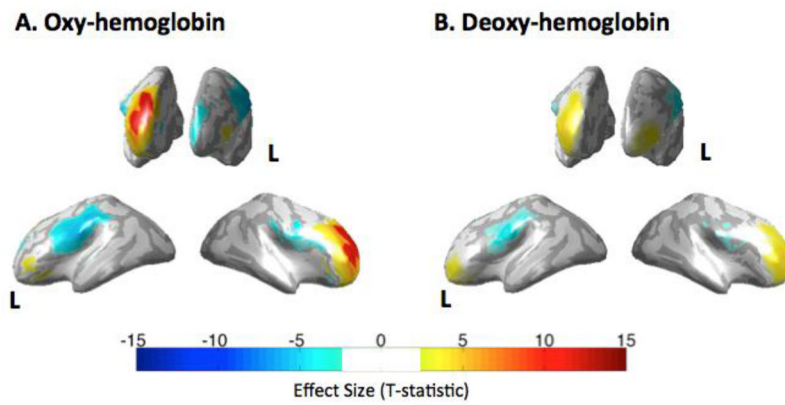 A. Oxy-hemoglobin
B. Deoxy-hemoglobin
L
L
L
L
-15 -10 -5 0 5 10 15
Effect Size (T-statistic)